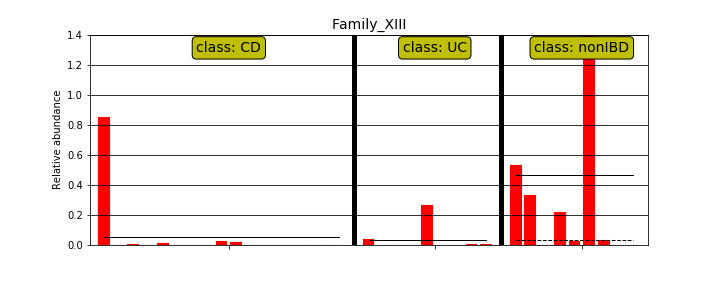 Family_XIII
class: CD
class: UC
class: nonIBD
Relative abundance
1.4
1.2
1.0
0.8
0.6
0.4
0.2
0.0